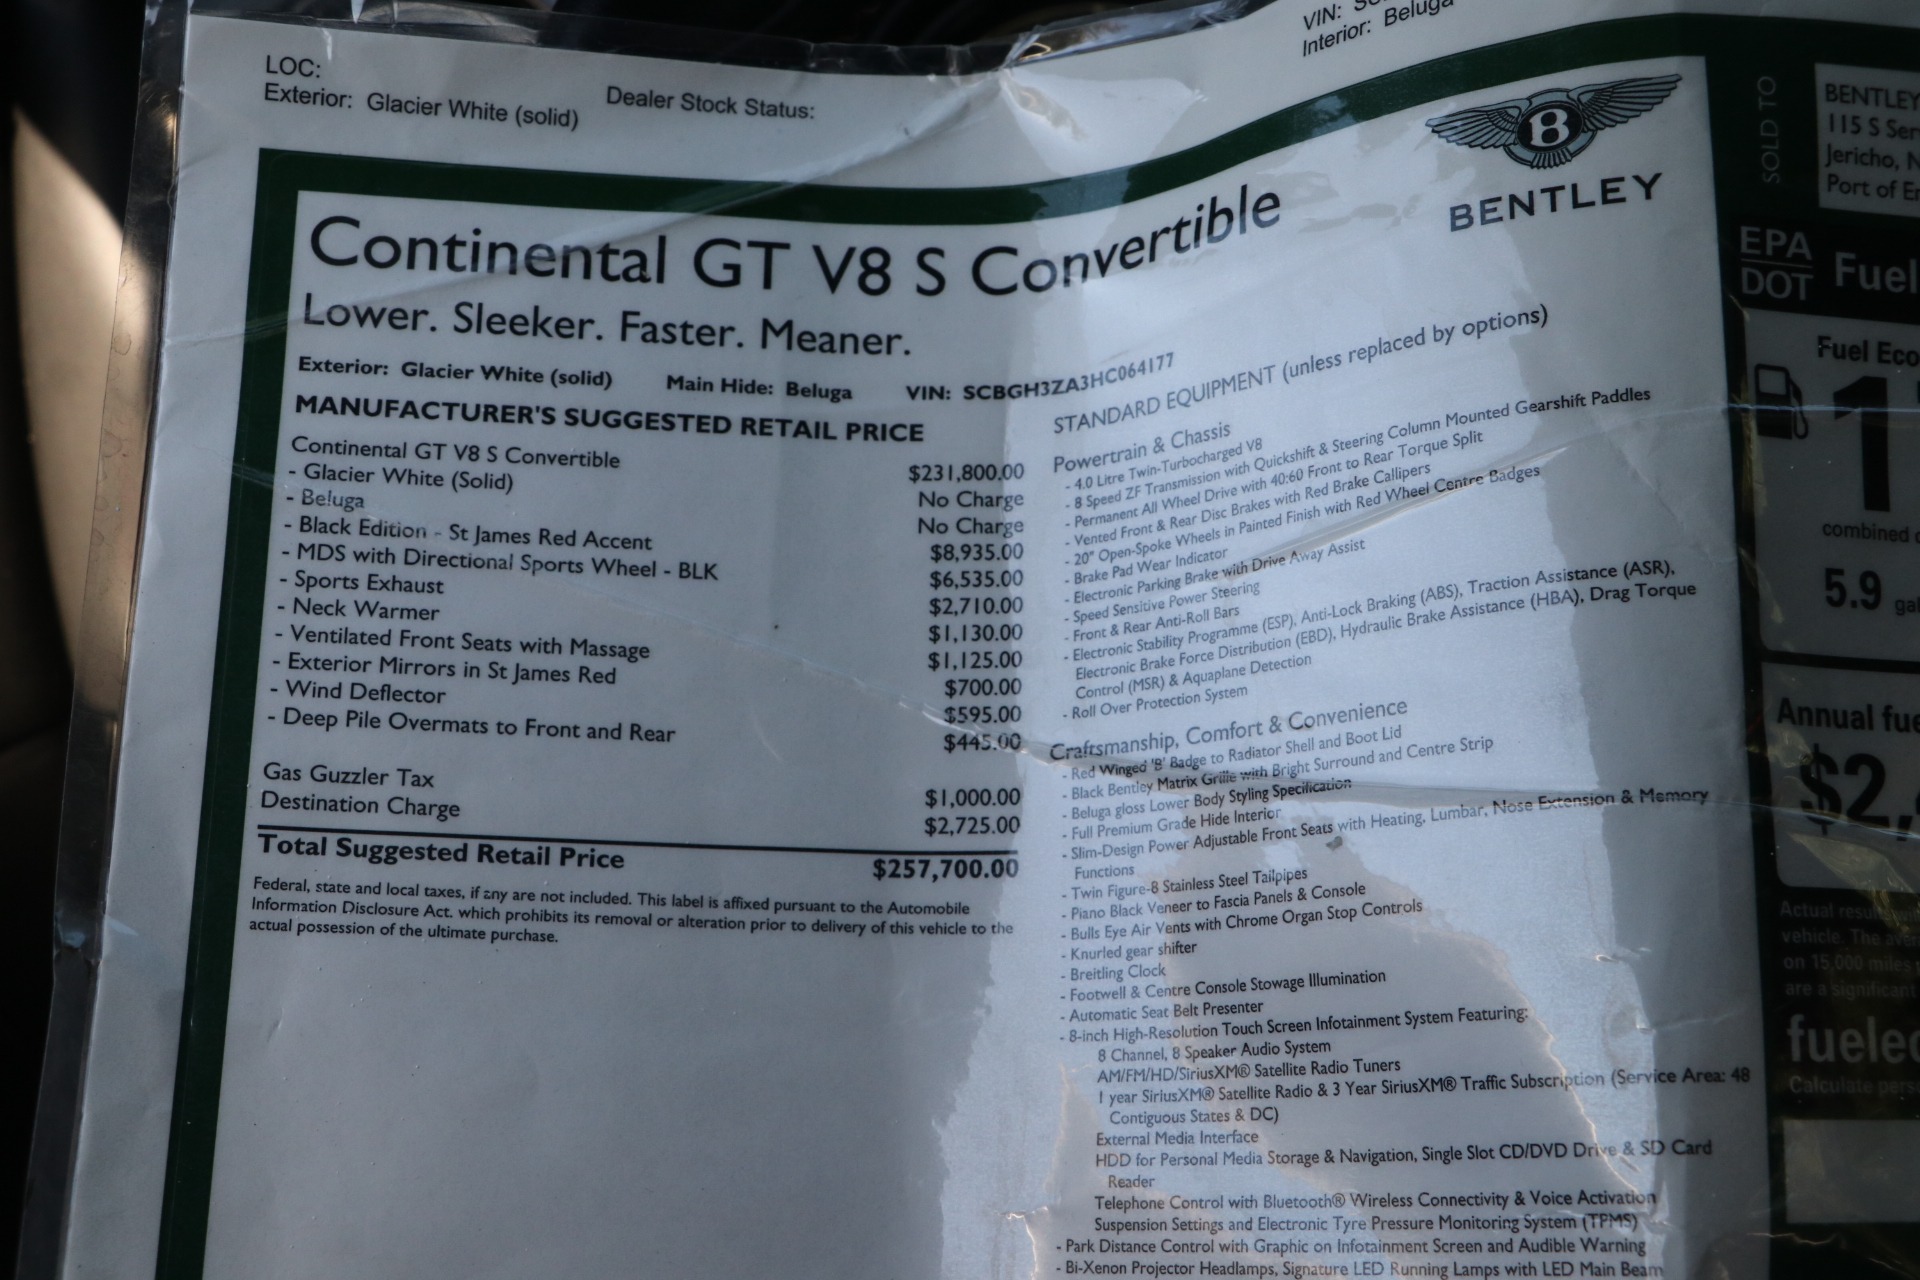 LOC:
Exterior: Glacier White (solid)
Dealer Stock Status:
VIN:
Interior: Beluga
BENTLEY
Continental GT V8 S Convertible
Lower. Sleeker. Faster. Meaner.
Exterior: Glacier White (solid) Main Hide: Beluga VIN: SCBGH3ZA3HC064177
MANUFACTURER'S SUGGESTED RETAIL PRICE
Continental GT V8 S Convertible $231,800.00
- Glacier White (Solid) No Charge
- Beluga No Charge
- Black Edition - St James Red Accent $8,935.00
- MDS with Directional Sports Wheel - BLK $6,535.00
- Sports Exhaust $2,710.00
- Neck Warmer $1,130.00
- Ventilated Front Seats with Massage $1,125.00
- Exterior Mirrors in St James Red $700.00
- Wind Deflector $595.00
- Deep Pile Overmats to Front and Rear $445.00
Gas Guzzler Tax $1,000.00
Destination Charge $2,725.00
Total Suggested Retail Price $257,700.00
Federal, state and local taxes, if any are not included. This label is affixed pursuant to the Automobile
Information Disclosure Act. which prohibits its removal or alteration prior to delivery of this vehicle to the
actual possession of the ultimate purchase.
STANDARD EQUIPMENT (unless replaced by options)
Powertrain & Chassis
- 4.0 Litre Twin-Turbocharged V8
- 8 Speed ZF Transmission with Quickshift & Steering Column Mounted Gearshift Paddles
- Permanent All Wheel Drive with 40:60 Front to Rear Torque Split
- Vented Front & Rear Disc Brakes with Red Brake Callipers
- 20" Open-Spoke Wheels in Painted Finish with Red Wheel Centre Badges
- Brake Pad Wear Indicator
- Electronic Parking Brake with Drive Away Assist
- Speed Sensitive Power Steering
- Front & Rear Anti-Roll Bars
- Electronic Stability Programme (ESP), Anti-Lock Braking (ABS), Traction Assistance (ASR),
Electronic Brake Force Distribution (EBD), Hydraulic Brake Assistance (HBA), Drag Torque
Control (MSR) & Aquaplane Detection
- Roll Over Protection System
Craftsmanship, Comfort & Convenience
- Red Winged 'B' Badge to Radiator Shell and Boot Lid
- Black Bentley Matrix Grille with Bright Surround and Centre Strip
- Beluga gloss Lower Body Styling Specification
- Full Premium Grade Hide Interior
- Slim-Design Power Adjustable Front Seats with Heating, Lumbar, Nose Extension & Memory
Functions
- Twin Figure-8 Stainless Steel Tailpipes
- Piano Black Veneer to Fascia Panels & Console
- Bulls Eye Air Vents with Chrome Organ Stop Controls
- Knurled gear shifter
- Breitling Clock
- Footwell & Centre Console Stowage Illumination
- Automatic Seat Belt Presenter
- 8-inch High-Resolution Touch Screen Infotainment System Featuring:
8 Channel, 8 Speaker Audio System
AM/FM/HD/SiriusXM® Satellite Radio Tuners
1 year SiriusXM® Satellite Radio & 3 Year SiriusXM® Traffic Subscription (Service Area: 48
Contiguous States & DC)
External Media Interface
HDD for Personal Media Storage & Navigation, Single Slot CD/DVD Drive & SD Card
Reader
Telephone Control with Bluetooth® Wireless Connectivity & Voice Activation
Suspension Settings and Electronic Tyre Pressure Monitoring System (TPMS)
- Park Distance Control with Graphic on Infotainment Screen and Audible Warning
- Bi-Xenon Projector Headlamps, Signature LED Running Lamps with LED Main Beam
SOLD TO
BENTLEY
115 S
Jericho,
Port of
EPA
DOT
Fuel
Fuel
combined
5.9
Annual
Actual
vehicle. The
on 15,000 miles
are a significant
Calculate